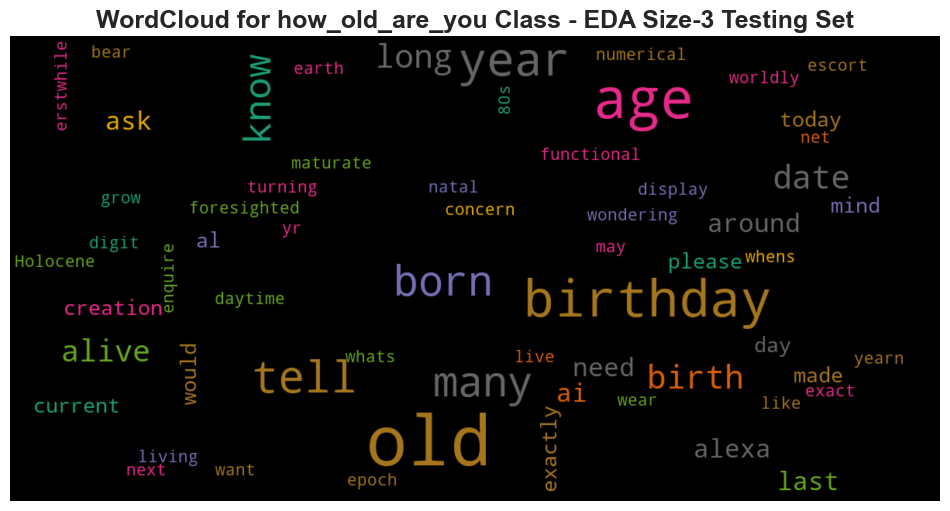 WordCloud for how_old_are_you Class - EDA Size-3 Testing Set
erstwhile
bear
long
year
numerical
escort
worldly
earth
know
80s
age
ask
today
net
functional
maturate
date
turning
natal
display
grow
foresighted
concern
wondering
mind
around
yr
digit
al
may
please
whens
Holocene
enquire
born
daytime
creation
birthday
alive
would
whats
live
day
yearn
tell
many
need
birth
made
exact
ai
wear
like
current
old
exactly
alexa
living
next
want
epoch
last